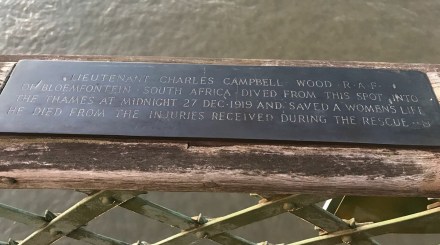 LIEUTENANT CHARLES CAMPBELL WOOD · R·A·F·
OF BLOEMFONTEIN · SOUTH AFRICA · DIVED FROM THIS SPOT INTO
THE THAMES AT MIDNIGHT 27 DEC·1919 AND SAVED A WOMENS LIFE
HE DIED FROM THE INJURIES RECEIVED DURING THE RESCUE